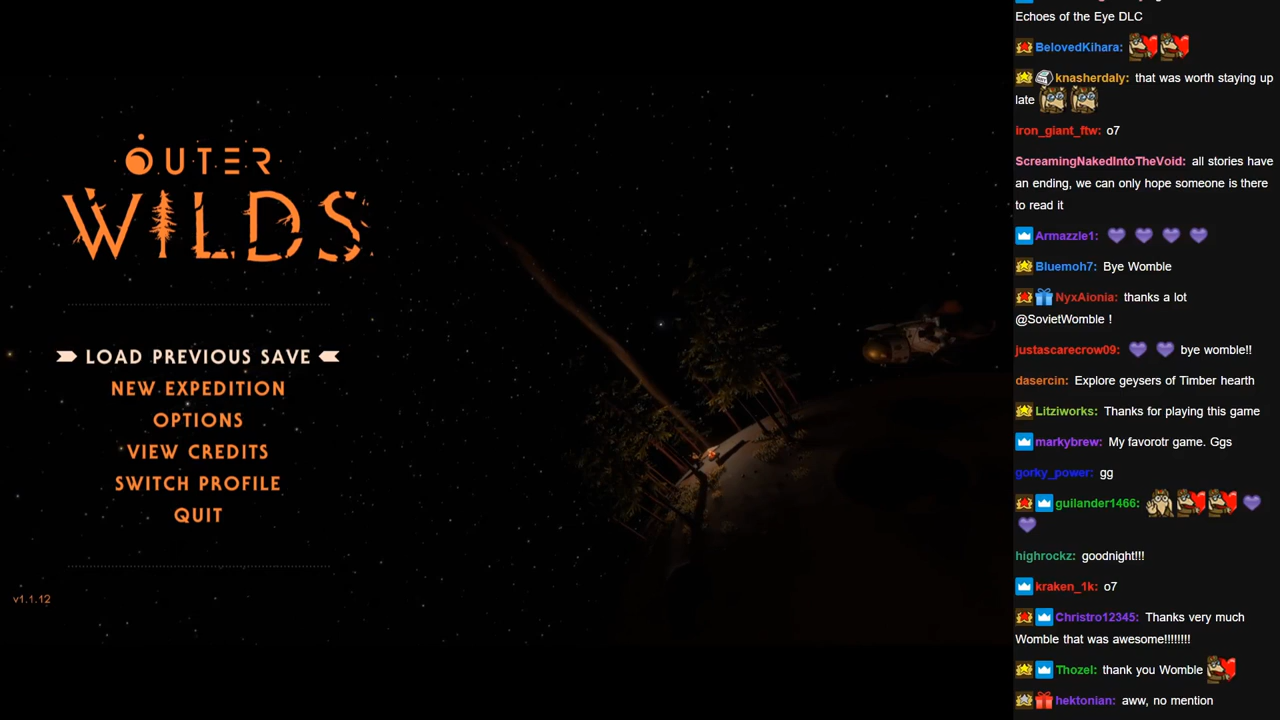 OUTER
WILDS
LOAD PREVIOUS SAVE
NEW EXPEDITION
OPTIONS
VIEW CREDITS
SWITCH PROFILE
QUIT
v1.1.12
Echoes of the Eye DLC
BelovedKihara:
knasherdaly: that was worth staying up
late
iron_giant_ftw: o7
ScreamingNakedIntoTheVoid: all stories have
an ending, we can only hope someone is there
to read it
Armazzle1:
Bluemoh7: Bye Womble
NyxAionia: thanks a lot
@SovietWomble !
justascarecrow09: bye womble!!
dasercin: Explore geysers of Timber hearth
Litziworks: Thanks for playing this game
markybrew: My favorotr game. Ggs
gorky_power: gg
guilander1466:
highrockz: goodnight!!!
kraken_1k: o7
Christro12345: Thanks very much
Womble that was awesome!!!!!!!!
Thozel: thank you Womble
hektonian: aww, no mention